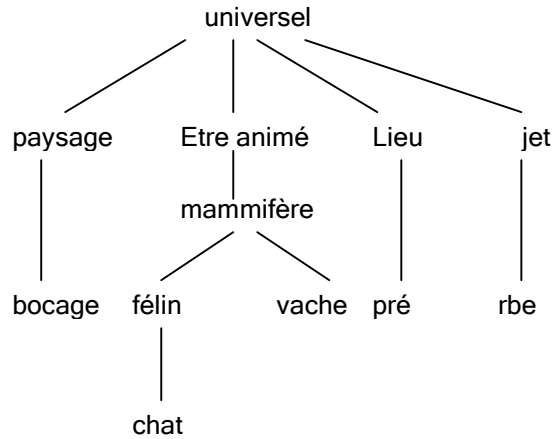 universel
paysage Etre animé Lieu jet
mammifère
bocage félin vache pré rbe
chat